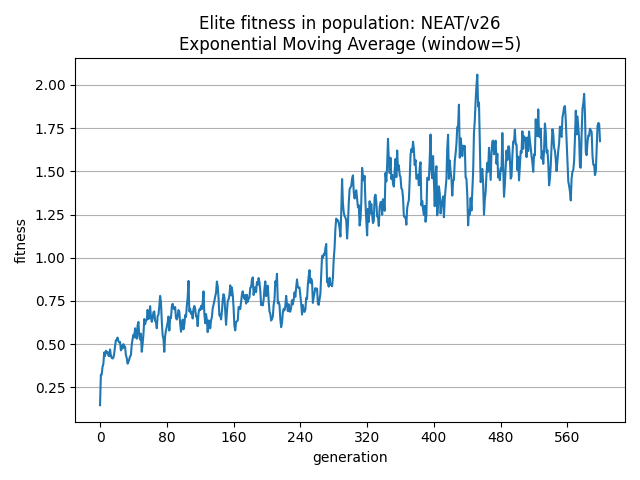 Elite fitness in population: NEAT/v26
Exponential Moving Average (window=5)
2.00
1.75
1.50
1.25
1.00
0.75
0.50
0.25
fitness
0 80 160 240 320 400 480 560
generation